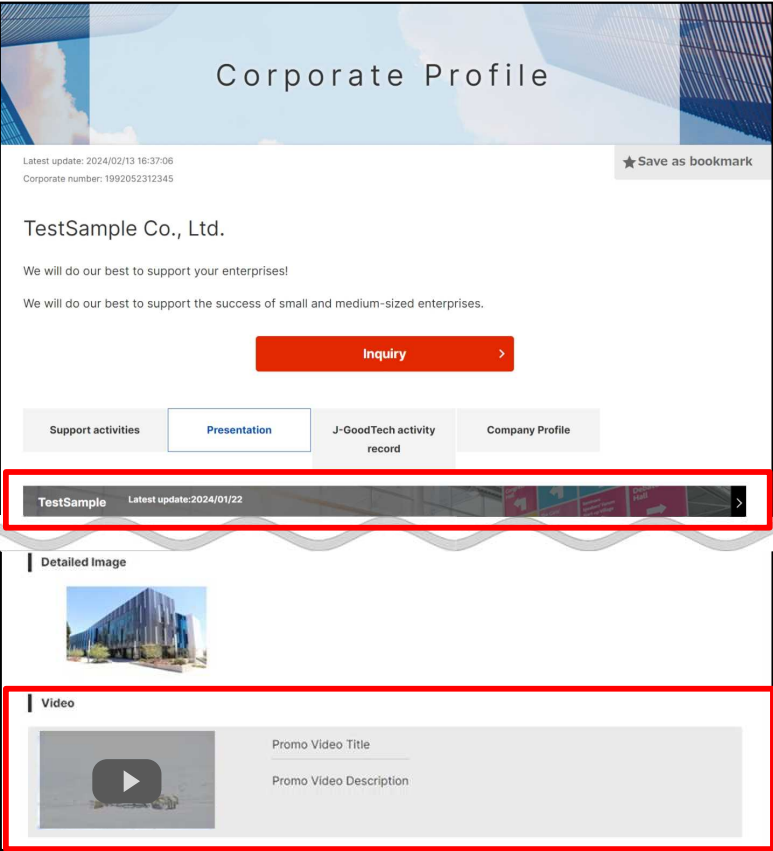 Corporate Profile
Latest update: 2024/02/13 16:37:06
★Save as bookmark
Corporate number: 1992052312345
TestSample Co., Ltd.
We will do our best to support your enterprises!
We will do our best to support the success of small and medium-sized enterprises.
Inquiry
Support activities
Presentation
J-GoodTech activity
record
Company Profile
TestSample Latest update:2024/01/22
Hall
Detailed Image
Video
Promo Video Title
Promo Video Description